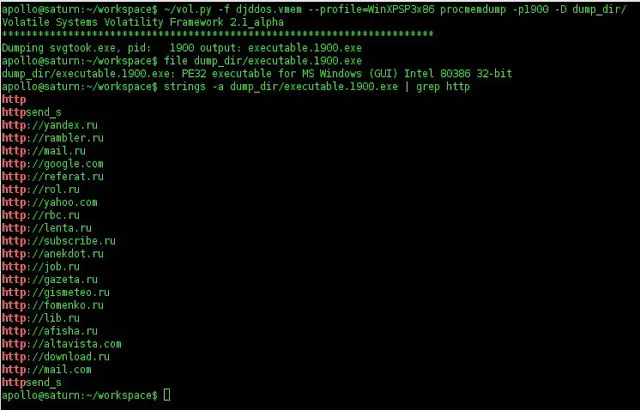 apollo@saturn:~/workspace$ ~/vol.py -f djddos.vmem --profile=WinXPSP3x86 procmemdump -p1900 -D dump_dir/
Volatile Systems Volatility Framework 2.1_alpha
************************************************************************
Dumping svgtook.exe, pid:   1900 output: executable.1900.exe
apollo@saturn:~/workspace$ file dump_dir/executable.1900.exe
dump_dir/executable.1900.exe: PE32 executable for MS Windows (GUI) Intel 80386 32-bit
apollo@saturn:~/workspace$ strings -a dump_dir/executable.1900.exe | grep http
http
httpsend_s
http://yandex.ru
http://rambler.ru
http://mail.ru
http://google.com
http://referat.ru
http://rol.ru
http://yahoo.com
http://rbc.ru
http://lenta.ru
http://subscribe.ru
http://anekdot.ru
http://job.ru
http://gazeta.ru
http://gismeteo.ru
http://fomenko.ru
http://lib.ru
http://afisha.ru
http://altavista.com
http://download.ru
http://mail.com
httpsend_s
apollo@saturn:~/workspace$